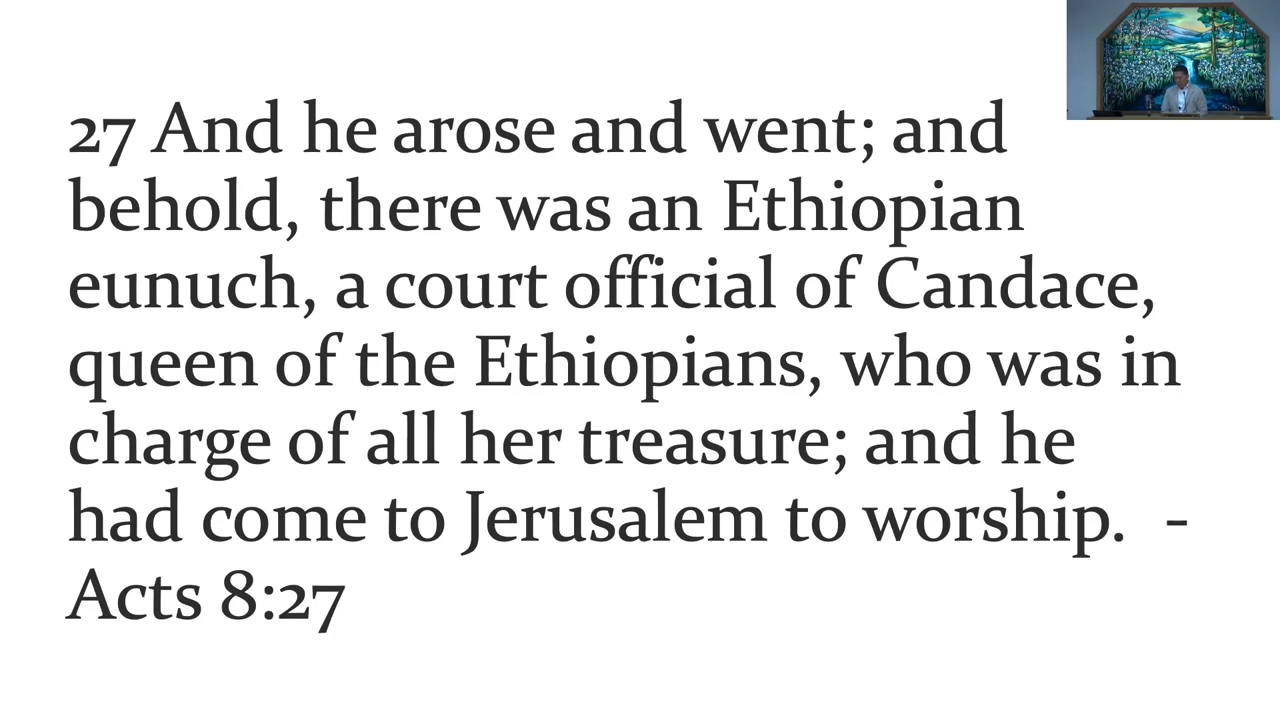 27 And he arose and went; and
behold, there was an Ethiopian
eunuch, a court official of Candace,
queen of the Ethiopians, who was in
charge of all her treasure; and he
had come to Jerusalem to worship.  -
Acts 8:27